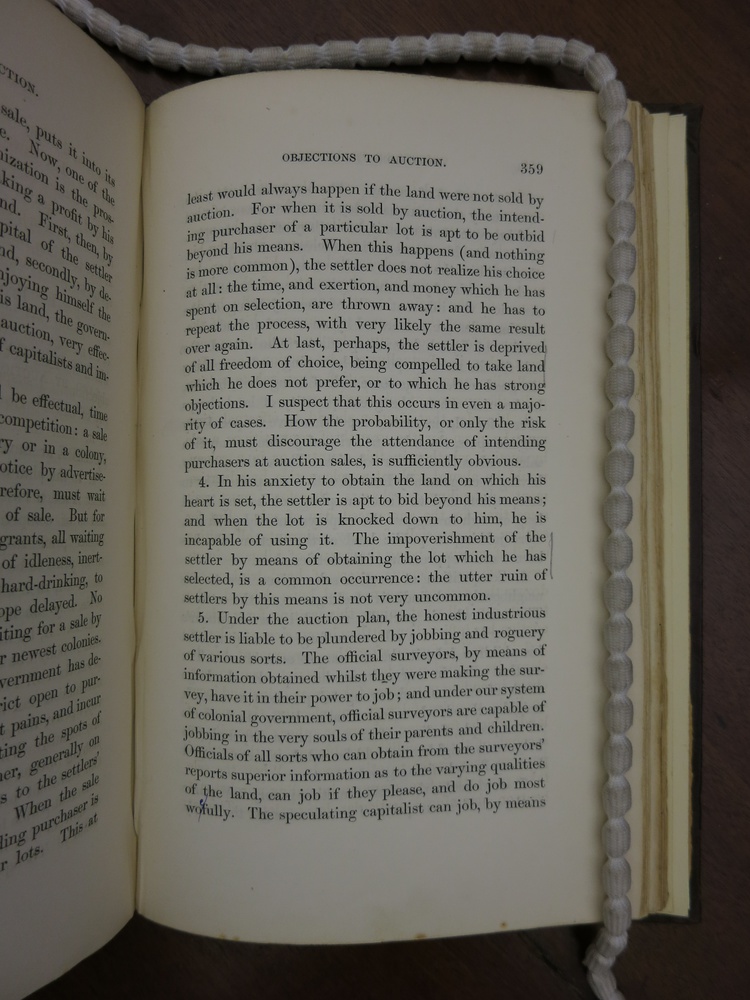 CTION.
sale, puts it into its
e. Now, one of the
nization is the pros-
king a profit by his
nd. First, then, by
pital of the settler
nd, secondly, by de-
njoying himself the
is land, the govern-
auction, very effec-
f capitalists and im-
l be effectual, time
competition: a sale
ry or in a colony,
otice by advertise-
refore, must wait
of sale. But for
grants, all waiting
of idleness, inert-
hard-drinking, to
ope delayed. No
iting for a sale by
r newest colonies.
vernment has de-
rict open to pur-
t pains, and incur
ting the spots of
her, generally on
s to the settlers'
When the sale
ding purchaser is
r lots. This at
OBJECTIONS TO AUCTION. 359
least would always happen if the land were not sold by
auction. For when it is sold by auction, the intend-
ing purchaser of a particular lot is apt to be outbid
beyond his means. When this happens (and nothing
is more common), the settler does not realize his choice
at all: the time, and exertion, and money which he has
spent on selection, are thrown away: and he has to
repeat the process, with very likely the same result
over again. At last, perhaps, the settler is deprived
of all freedom of choice, being compelled to take land
which he does not prefer, or to which he has strong
objections. I suspect that this occurs in even a majo-
rity of cases. How the probability, or only the risk
of it, must discourage the attendance of intending
purchasers at auction sales, is sufficiently obvious.
4. In his anxiety to obtain the land on which his
heart is set, the settler is apt to bid beyond his means;
and when the lot is knocked down to him, he is
incapable of using it. The impoverishment of the
settler by means of obtaining the lot which he has
selected, is a common occurrence: the utter ruin of
settlers by this means is not very uncommon.
5. Under the auction plan, the honest industrious
settler is liable to be plundered by jobbing and roguery
of various sorts. The official surveyors, by means of
information obtained whilst they were making the sur-
vey, have it in their power to job; and under our system
of colonial government, official surveyors are capable of
jobbing in the very souls of their parents and children.
Officials of all sorts who can obtain from the surveyors'
reports superior information as to the varying qualities
of the land, can job if they please, and do job most
wofully. The speculating capitalist can job, by means